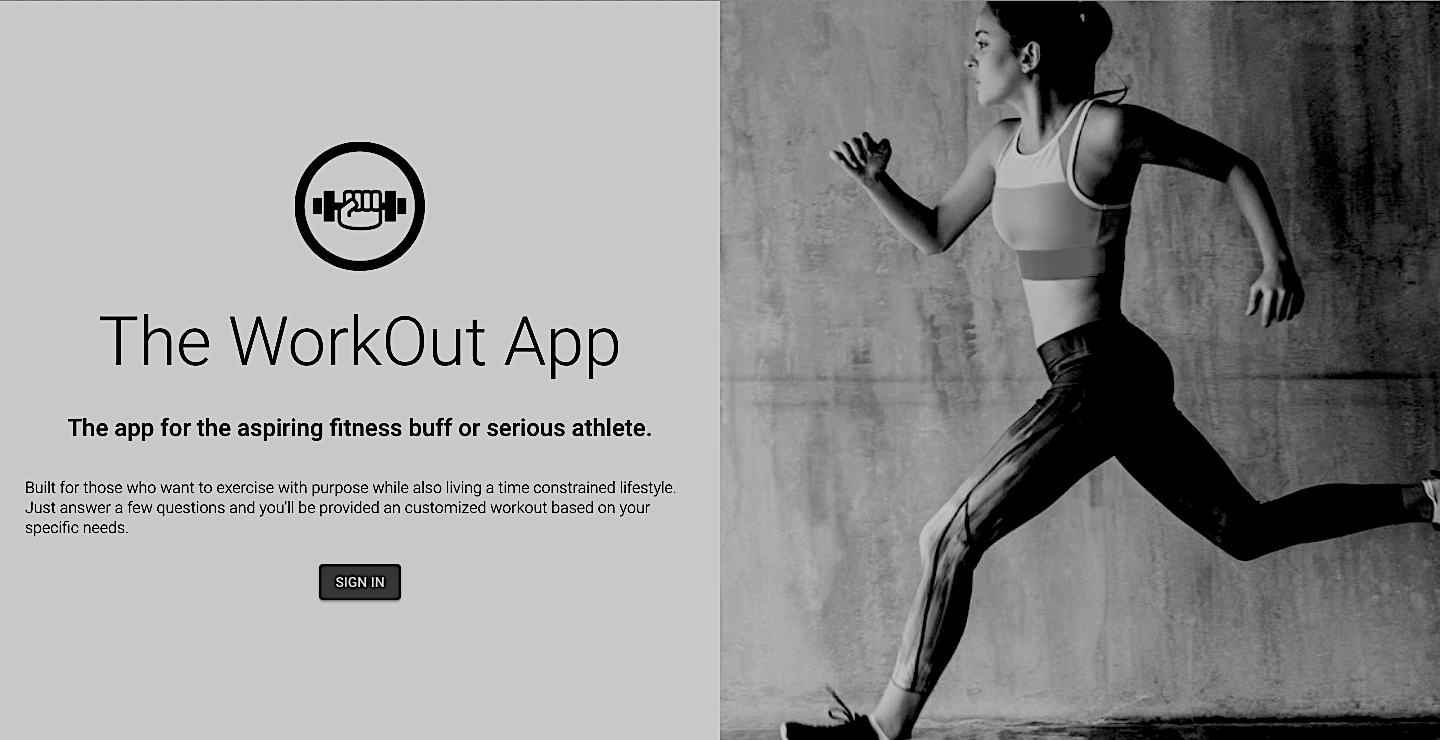 The WorkOut App
The app for the aspiring fitness buff or serious athlete.
Built for those who want to exercise with purpose while also living a time constrained lifestyle.
Just answer a few questions and you'll be provided an customized workout based on your
specific needs.
SIGN IN